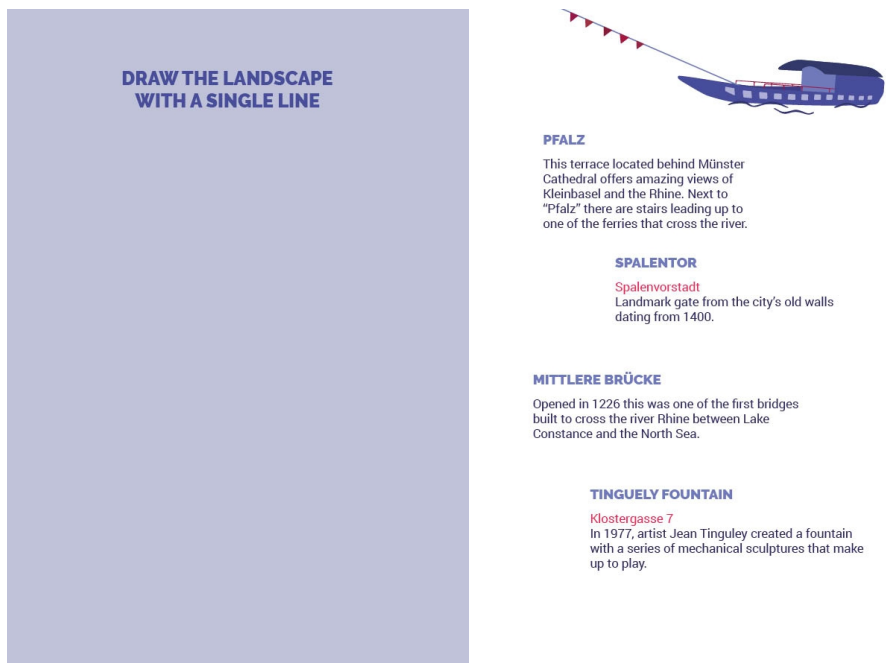 DRAW THE LANDSCAPE
WITH A SINGLE LINE
PFALZ
This terrace located behind Münster
Cathedral offers amazing views of
Kleinbasel and the Rhine. Next to
“Pfalz” there are stairs leading up to
one of the ferries that cross the river.
SPALENTOR
Spalenvorstadt
Landmark gate from the city’s old walls
dating from 1400.
MITTLERE BRÜCKE
Opened in 1226 this was one of the first bridges
built to cross the river Rhine between Lake
Constance and the North Sea.
TINGUELY FOUNTAIN
Klostergasse 7
In 1977, artist Jean Tinguley created a fountain
with a series of mechanical sculptures that make
up to play.